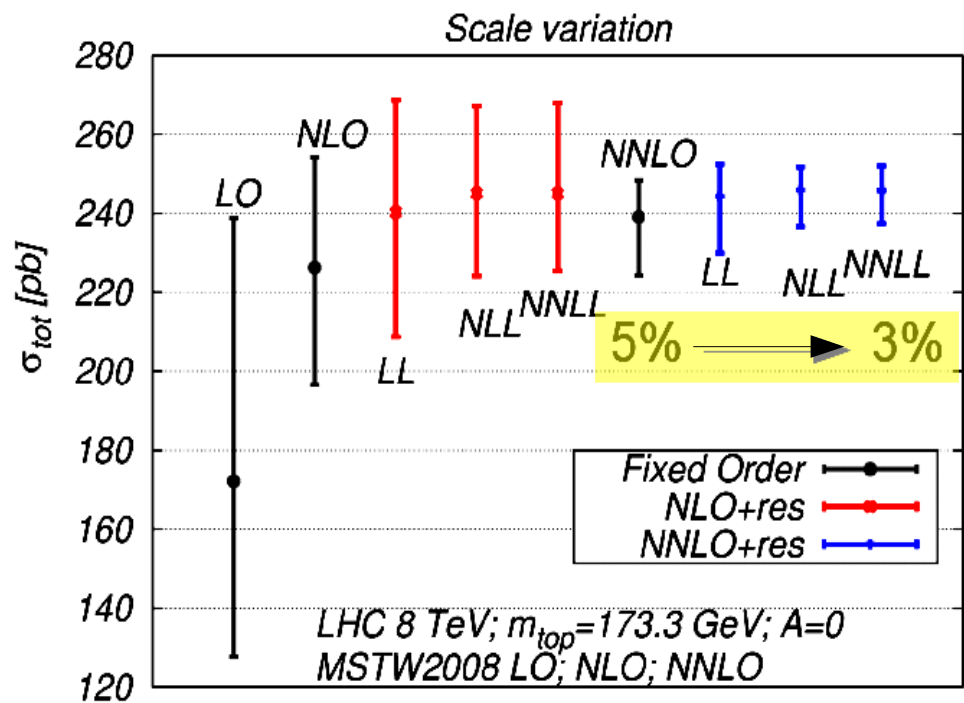 Scale variation
280
260
240
220
200
180
160
140
120
σtot [pb]
LO
NLO
LL
NLL
NNLL
NNLO
LL
NLL
NNLL
5% 3%
Fixed Order
NLO+res
NNLO+res
LHC 8 TeV; mtop=173.3 GeV; A=0
MSTW2008 LO; NLO; NNLO